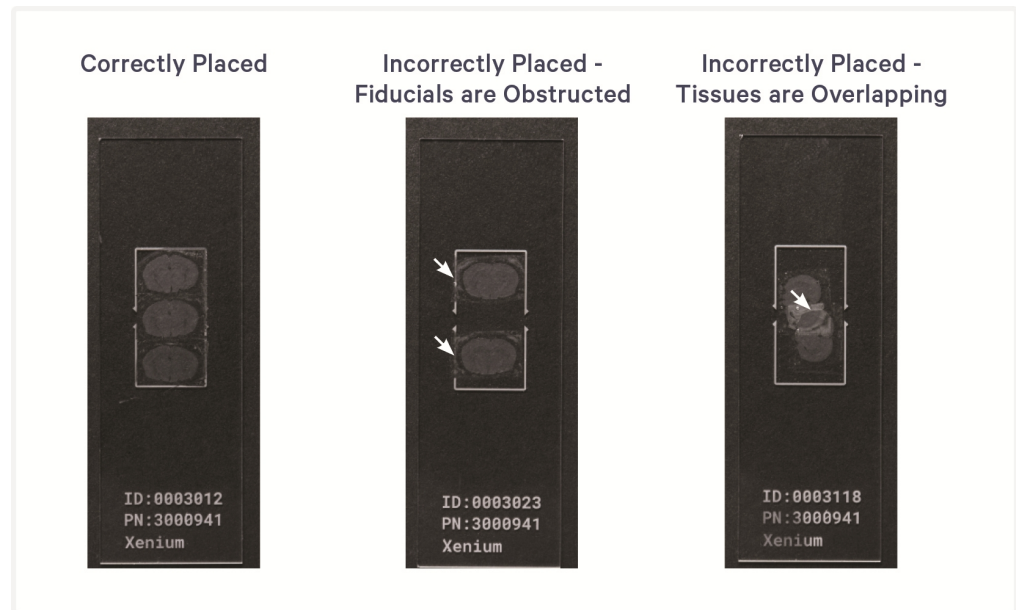 Correctly Placed
Incorrectly Placed -
Fiducials are Obstructed
Incorrectly Placed -
Tissues are Overlapping
ID:0003012
PN:3000941
Xenium
ID:0003023
PN:3000941
Xenium
ID:0003118
PN:3000941
Xenium